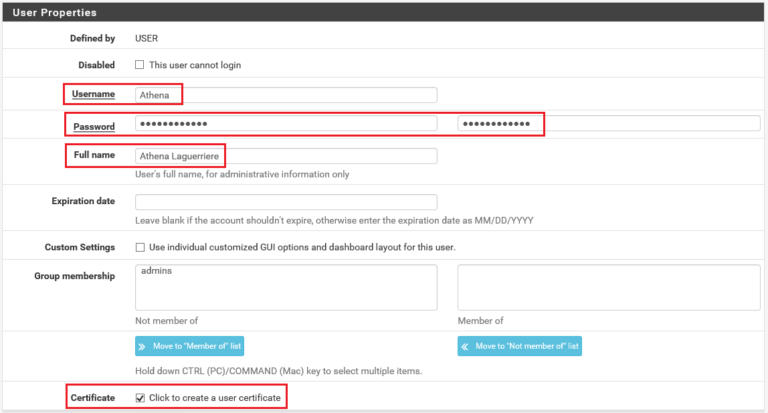 User Properties
Defined by USER
Disabled This user cannot login
Username Athena
Password ●●●●●●●●●●●● ●●●●●●●●●●●●
Full name Athena Laguerriere
User's full name, for administrative information only
Expiration date
Leave blank if the account shouldn't expire, otherwise enter the expiration date as MM/DD/YYYY
Custom Settings Use individual customized GUI options and dashboard layout for this user.
Group membership admins
Not member of Member of
Move to "Member of" list Move to "Not member of" list
Hold down CTRL (PC)/COMMAND (Mac) key to select multiple items.
Certificate Click to create a user certificate